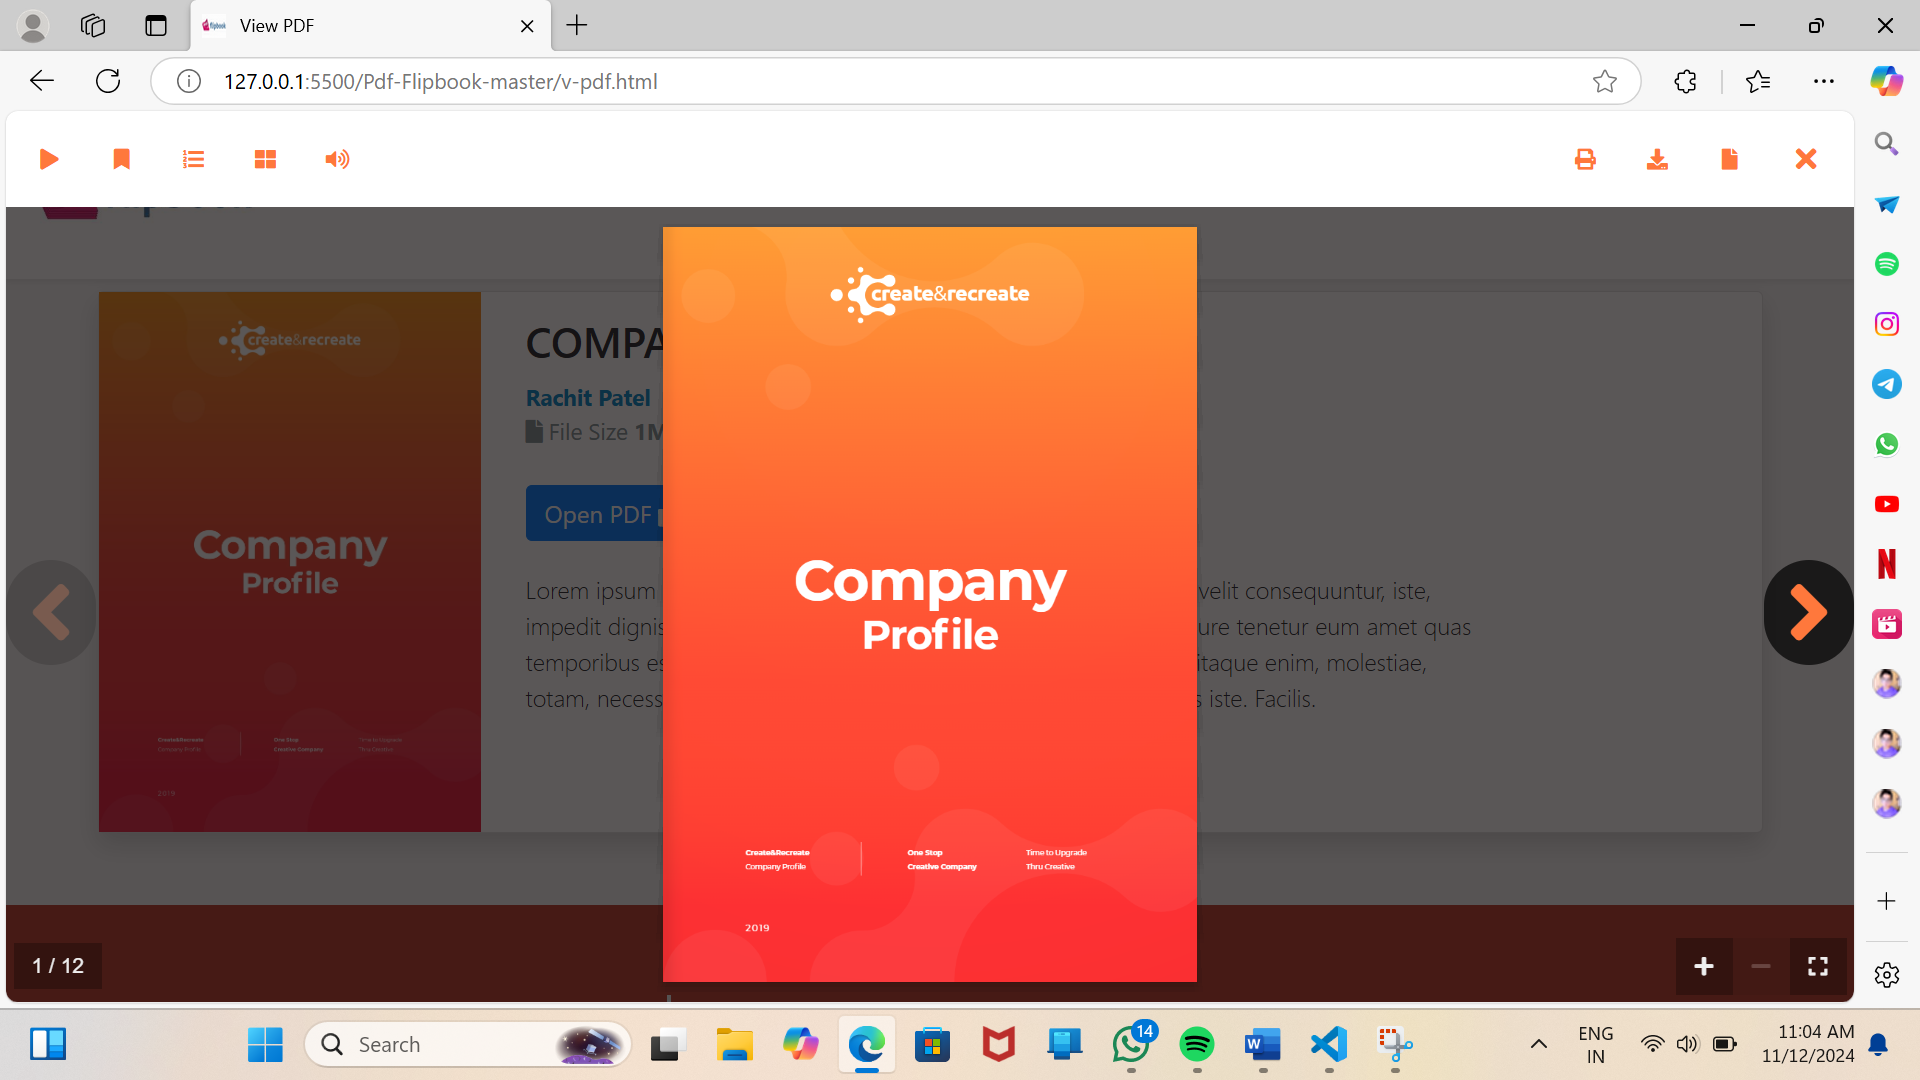 View PDF
127.0.0.1:5500/Pdf-Flipbook-master/v-pdf.html
create&recreate
COMPA
Rachit Patel
File Size 1M
Open PDF
Lorem ipsum velit consequuntur, iste,
impedit dignis ure tenetur eum amet quas
temporibus es itaque enim, molestiae,
totam, necess s iste. Facilis.
create&recreate
Company
Profile
Create&Recreate
Company Profile
One Stop
Creative Company
Time to Upgrade
Thru Creative
2019
Company
Profile
Create&Recreate
Company Profile
One Stop
Creative Company
Time to Upgrade
Thru Creative
2019
1 / 12
Search
14
ENG
IN
11:04 AM
11/12/2024